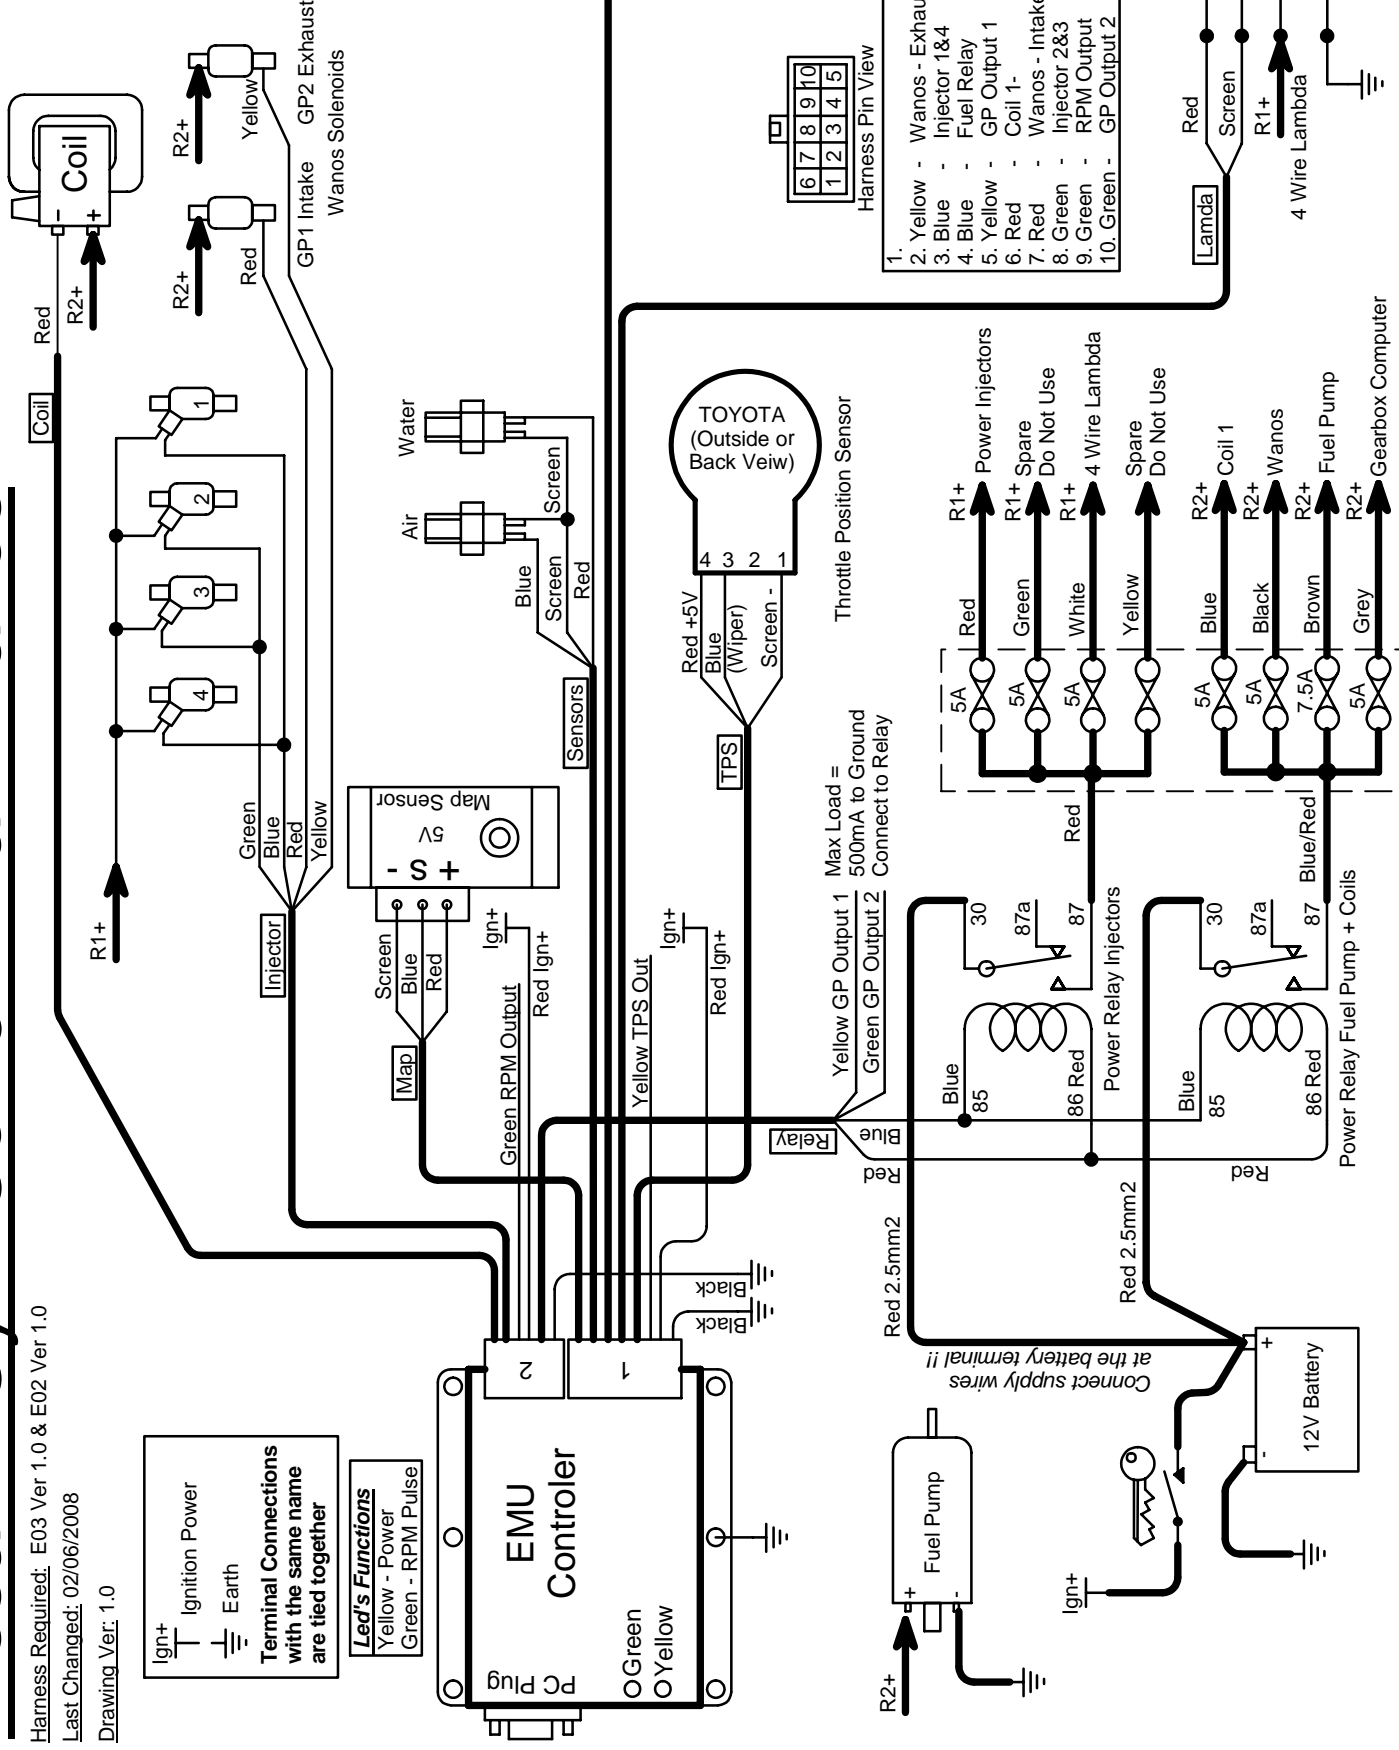 Harness Required: E03 Ver 1.0 & E02 Ver 1.0
Last Changed: 02/06/2008
Drawing Ver: 1.0
Ign+
Ignition Power
Earth
Terminal Connections
with the same name
are tied together
Led's Functions
Yellow - Power
Green - RPM Pulse
EMU
Controler
PC Plug
Green
Yellow
2
1
Black
Black
Coil
Red
Coil
-
+
R2+
R1+
4
3
2
1
Green
Blue
Red
Yellow
Injector
R2+
Red
GP1 Intake
R2+
Yellow
GP2 Exhaust
Wanos Solenoids
Map Sensor
5V
- S +
Screen
Blue
Red
Map
Ign+
Green RPM Output
Red Ign+
Air
Water
Blue
Screen
Red
Screen
Sensors
TOYOTA
(Outside or
Back Veiw)
4 3 2 1
Red +5V
Blue
(Wiper)
Screen -
Throttle Position Sensor
TPS
Ign+
Yellow TPS Out
Red Ign+
Yellow GP Output 1
Green GP Output 2
Max Load =
500mA to Ground
Connect to Relay
Relay
Blue
Red
Red
Blue
85
86 Red
30
87a
87
Red
Power Relay Injectors
Blue
85
86 Red
30
87a
87
Blue/Red
Power Relay Fuel Pump + Coils
Red 2.5mm2
Red 2.5mm2
Connect supply wires
at the battery terminal !!
Fuel Pump
+
-
R2+
Ign+
12V Battery
+
-
5A
Red
R1+
Power Injectors
5A
Green
R1+
Spare
Do Not Use
5A
White
R1+
4 Wire Lambda
Yellow
Spare
Do Not Use
5A
Blue
R2+
Coil 1
5A
Black
R2+
Wanos
7.5A
Brown
R2+
Fuel Pump
5A
Grey
R2+
Gearbox Computer
6 7 8 9 10
1 2 3 4 5
Harness Pin View
1.
2. Yellow - Wanos - Exhau
3. Blue - Injector 1&4
4. Blue - Fuel Relay
5. Yellow - GP Output 1
6. Red - Coil 1-
7. Red - Wanos - Intake
8. Green - Injector 2&3
9. Green - RPM Output
10. Green - GP Output 2
Lamda
Red
Screen
R1+
4 Wire Lambda